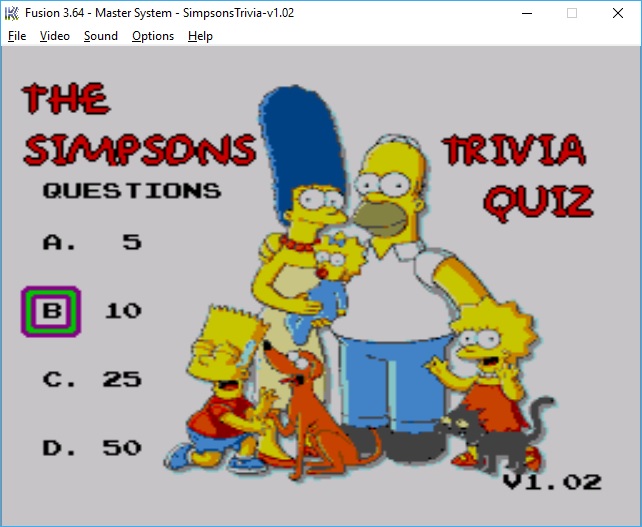 Fusion 3.64 - Master System - SimpsonsTrivia-v1.02
File Video Sound Options Help
THE
SIMPSONS TRIVIA
QUESTIONS QUIZ
A. 5
B 10
C. 25
D. 50
V1.02